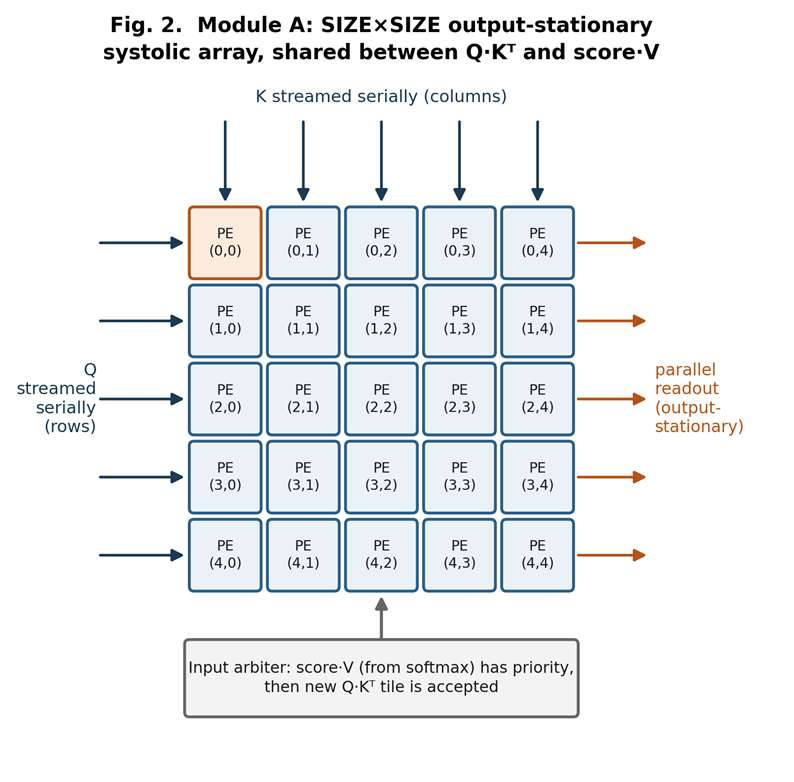 Fig. 2.  Module A: SIZE×SIZE output-stationary
systolic array, shared between Q·Kᵀ and score·V
K streamed serially (columns)
PE
(0,0)
PE
(0,1)
PE
(0,2)
PE
(0,3)
PE
(0,4)
PE
(1,0)
PE
(1,1)
PE
(1,2)
PE
(1,3)
PE
(1,4)
Q
streamed
serially
(rows)
PE
(2,0)
PE
(2,1)
PE
(2,2)
PE
(2,3)
PE
(2,4)
parallel
readout
(output-
stationary)
PE
(3,0)
PE
(3,1)
PE
(3,2)
PE
(3,3)
PE
(3,4)
PE
(4,0)
PE
(4,1)
PE
(4,2)
PE
(4,3)
PE
(4,4)
Input arbiter: score·V (from softmax) has priority,
then new Q·Kᵀ tile is accepted